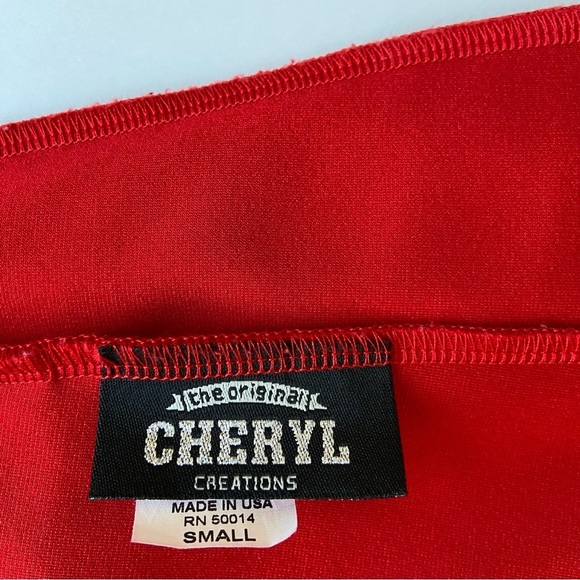 the original
CHERYL
CREATIONS
MADE IN USA
RN 50014
SMALL